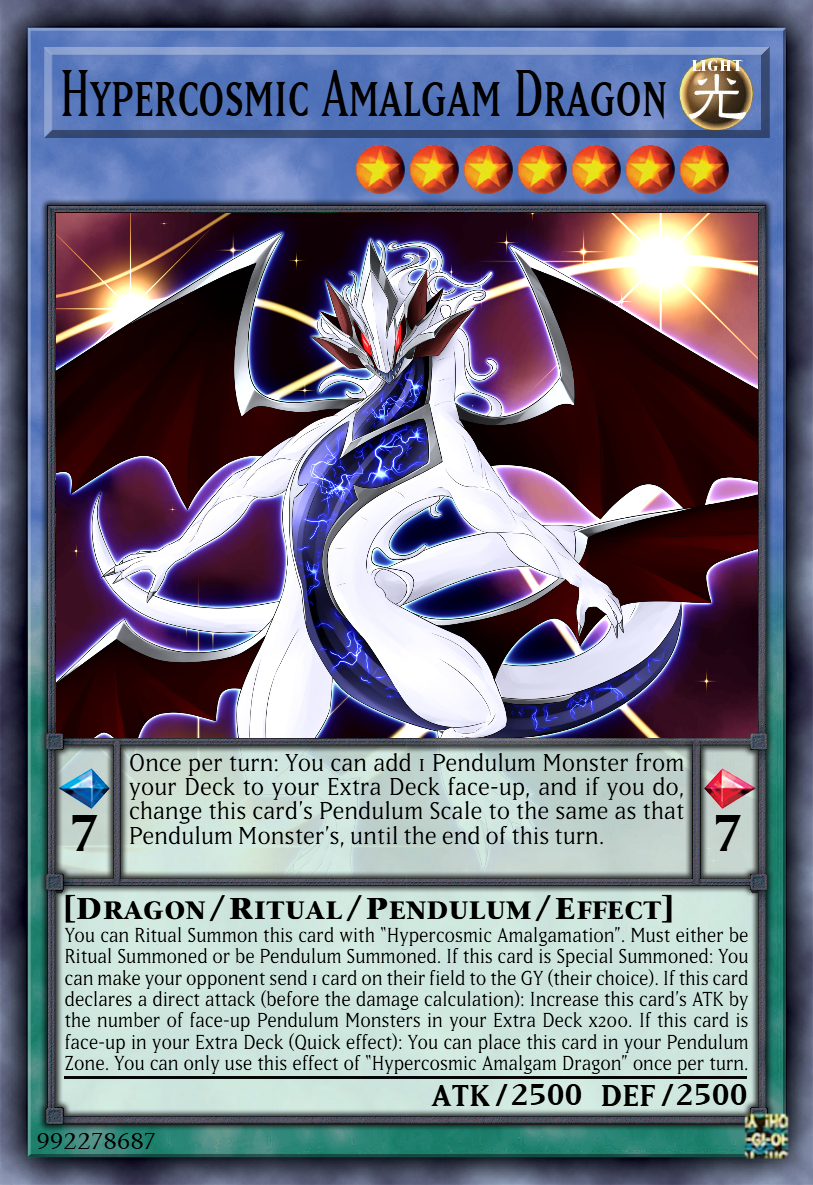 Hypercosmic Amalgam Dragon
LIGHT
光
Once per turn: You can add 1 Pendulum Monster from
your Deck to your Extra Deck face-up, and if you do,
change this card's Pendulum Scale to the same as that
Pendulum Monster's, until the end of this turn.
7
7
[Dragon/Ritual/Pendulum/Effect]
You can Ritual Summon this card with "Hypercosmic Amalgamation". Must either be
Ritual Summoned or be Pendulum Summoned. If this card is Special Summoned: You
can make your opponent send 1 card on their field to the GY (their choice). If this card
declares a direct attack (before the damage calculation): Increase this card's ATK by
the number of face-up Pendulum Monsters in your Extra Deck x200. If this card is
face-up in your Extra Deck (Quick effect): You can place this card in your Pendulum
Zone. You can only use this effect of "Hypercosmic Amalgam Dragon" once per turn.
ATK/2500 DEF/2500
992278687